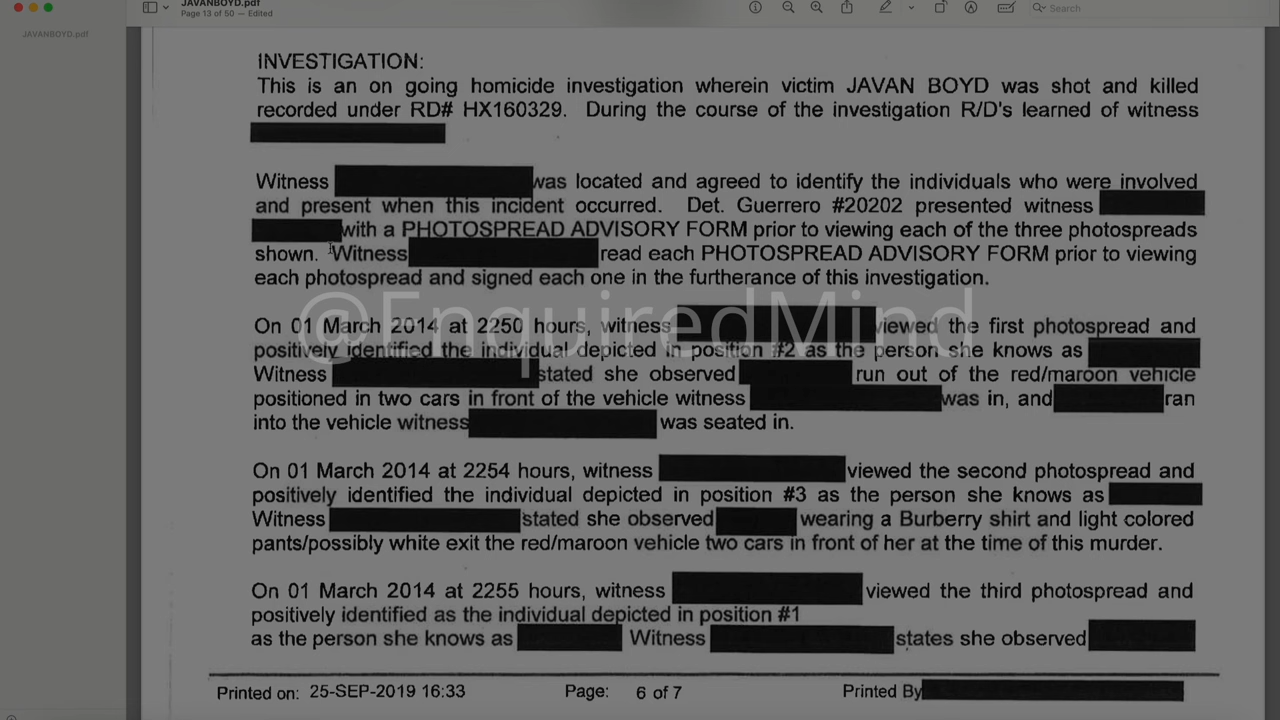 JAVANBOYD.pdf
Page 13 of 50 — Edited
Search
JAVANBOYD.pdf
INVESTIGATION:
This is an on going homicide investigation wherein victim JAVAN BOYD was shot and killed
recorded under RD# HX160329. During the course of the investigation R/D's learned of witness
Witness was located and agreed to identify the individuals who were involved
and present when this incident occurred. Det. Guerrero #20202 presented witness
with a PHOTOSPREAD ADVISORY FORM prior to viewing each of the three photospreads
shown. Witness read each PHOTOSPREAD ADVISORY FORM prior to viewing
each photospread and signed each one in the furtherance of this investigation.
@EnquiredMind
On 01 March 2014 at 2250 hours, witness viewed the first photospread and
positively identified the individual depicted in position #2 as the person she knows as
Witness stated she observed run out of the red/maroon vehicle
positioned in two cars in front of the vehicle witness was in, and ran
into the vehicle witness was seated in.
On 01 March 2014 at 2254 hours, witness viewed the second photospread and
positively identified the individual depicted in position #3 as the person she knows as
Witness stated she observed wearing a Burberry shirt and light colored
pants/possibly white exit the red/maroon vehicle two cars in front of her at the time of this murder.
On 01 March 2014 at 2255 hours, witness viewed the third photospread and
positively identified as the individual depicted in position #1
as the person she knows as Witness states she observed
Printed on: 25-SEP-2019 16:33 Page: 6 of 7 Printed By